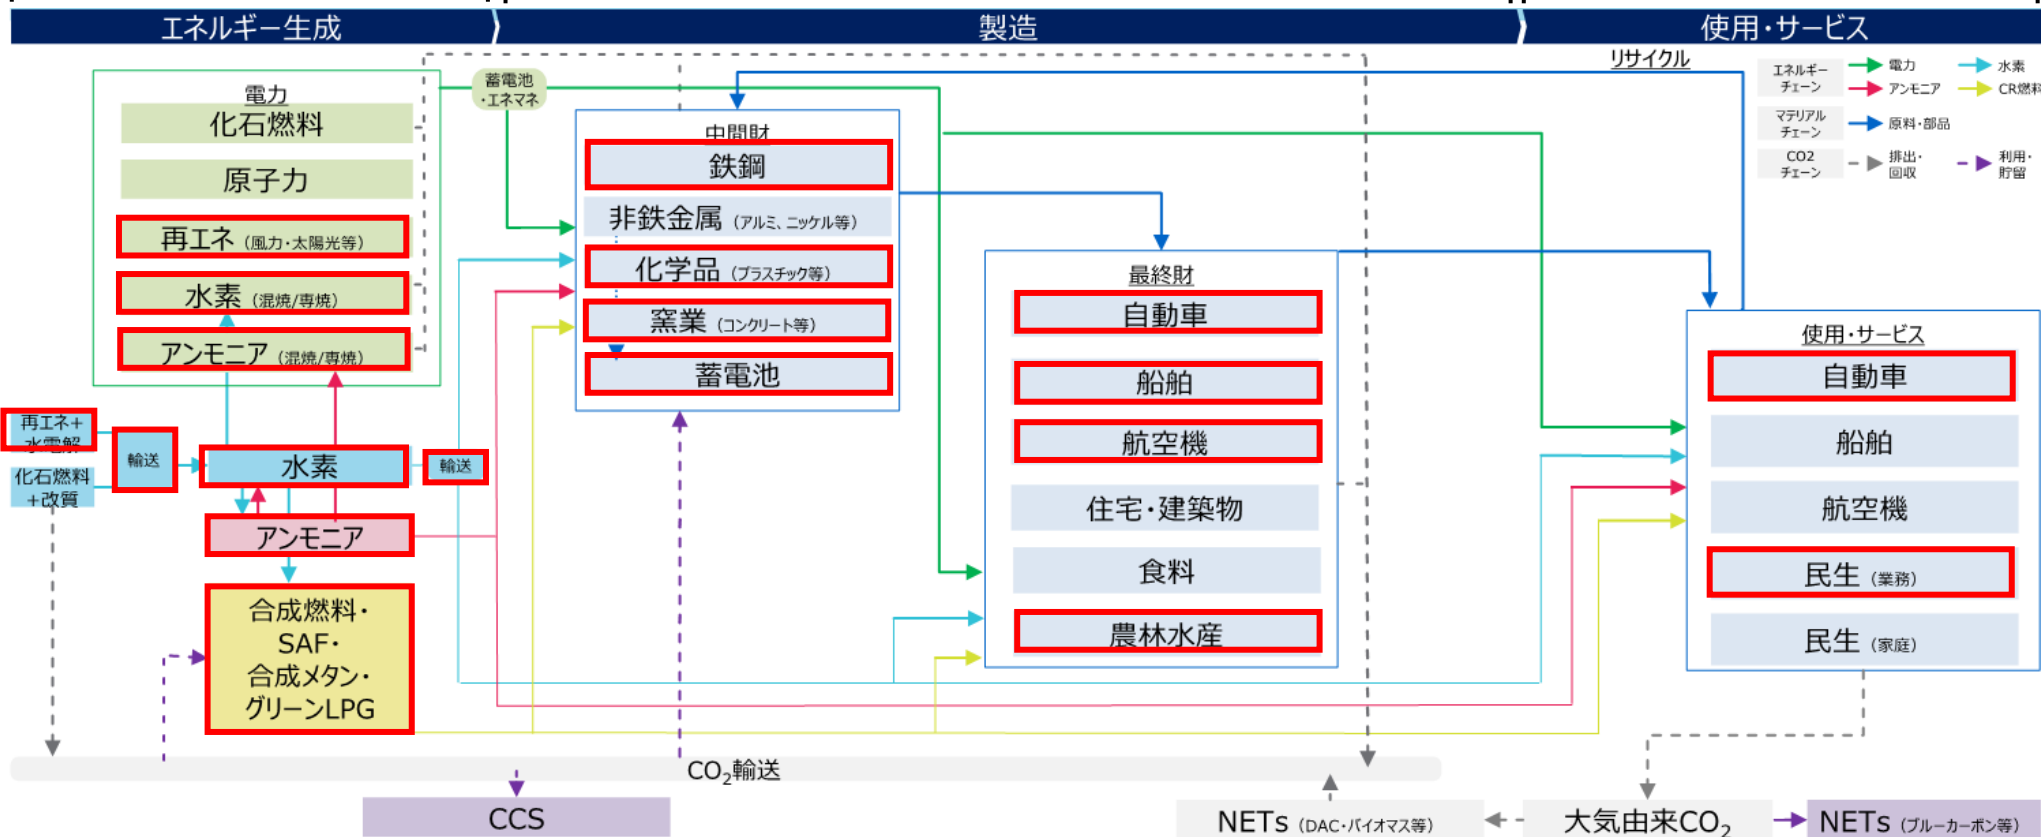 エネルギー生成
製造
使用・サービス
電力
化石燃料
原子力
再エネ（風力・太陽光等）
水素（混焼/専焼）
アンモニア（混焼/専焼）
再エネ+
水電解
化石燃料
+改質
輸送
水素
輸送
アンモニア
合成燃料・
SAF・
合成メタン・
グリーンLPG
蓄電池
・エネマネ
中間財
鉄鋼
非鉄金属（アルミ、ニッケル等）
化学品（プラスチック等）
窯業（コンクリート等）
蓄電池
最終財
自動車
船舶
航空機
住宅・建築物
食料
農林水産
リサイクル
エネルギー
チェーン
電力
水素
アンモニア
CR燃料
マテリアル
チェーン
原料・部品
CO2
チェーン
排出・
回収
利用・
貯留
使用・サービス
自動車
船舶
航空機
民生（業務）
民生（家庭）
CO₂輸送
CCS
NETs（DAC・バイオマス等）
大気由来CO₂
NETs（ブルーカーボン等）